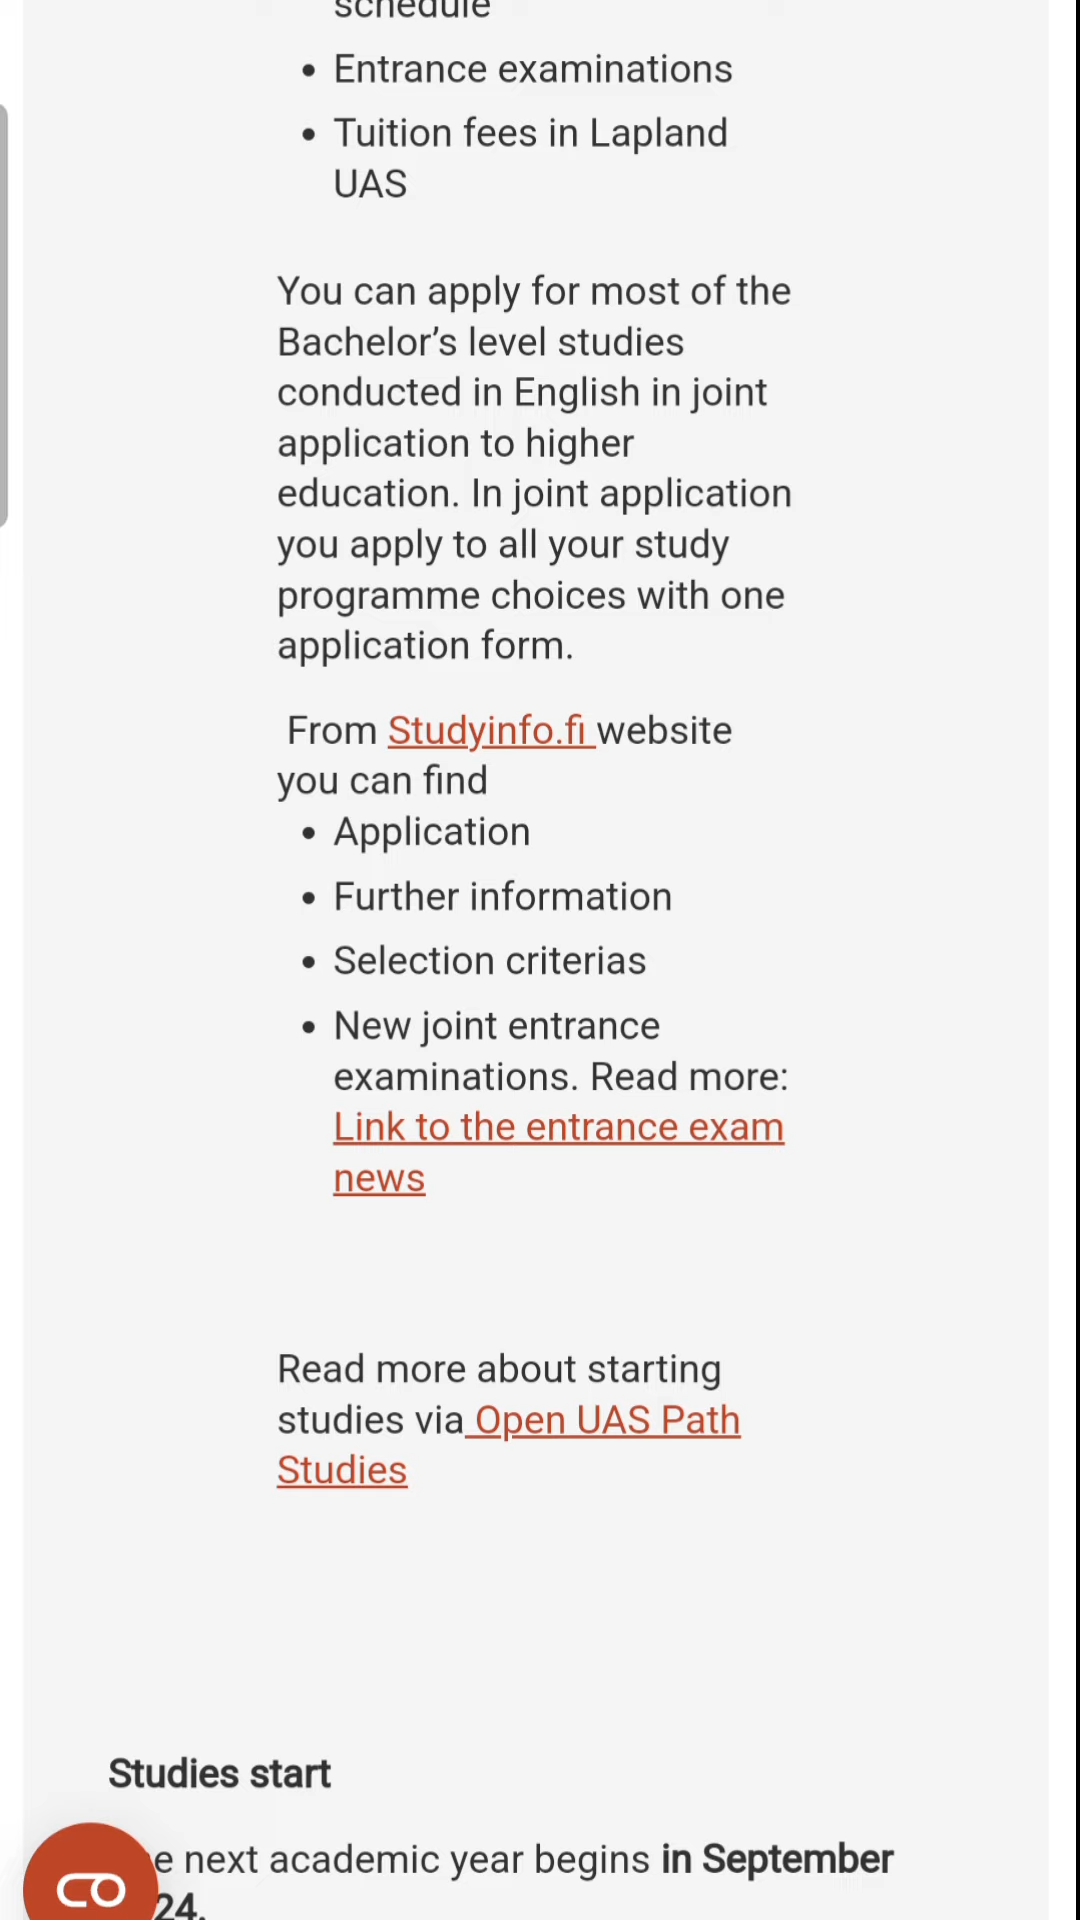 schedule
• Entrance examinations
• Tuition fees in Lapland
UAS
You can apply for most of the
Bachelor’s level studies
conducted in English in joint
application to higher
education. In joint application
you apply to all your study
programme choices with one
application form.
From Studyinfo.fi website
you can find
• Application
• Further information
• Selection criterias
• New joint entrance
examinations. Read more:
Link to the entrance exam
news
Read more about starting
studies via Open UAS Path
Studies
Studies start
e next academic year begins in September
24.